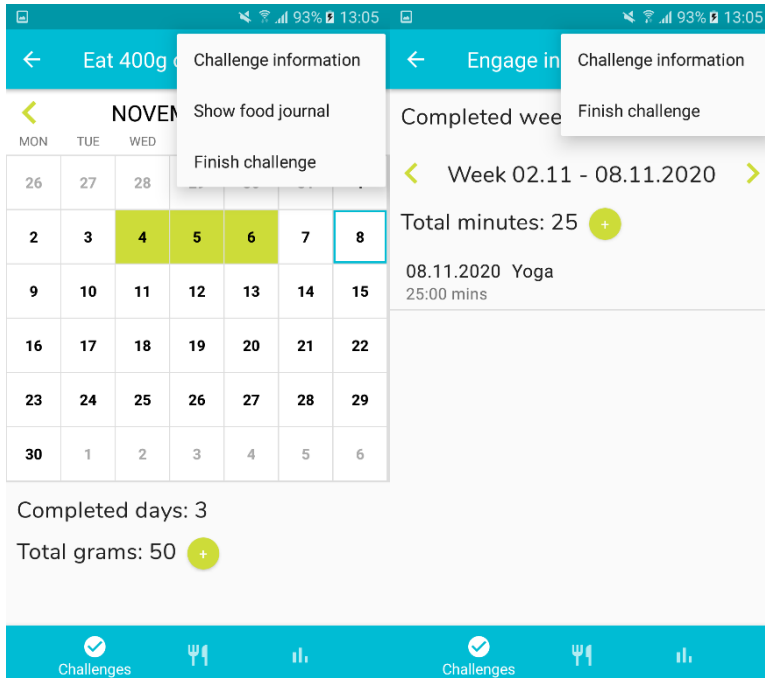 93% 13:05
Eat 400g
Challenge information
Show food journal
Finish challenge
MON TUE WED
26 27 28
2 3 4 5 6 7 8
9 10 11 12 13 14 15
16 17 18 19 20 21 22
23 24 25 26 27 28 29
30 1 2 3 4 5 6
Completed days: 3
Total grams: 50 +
Challenges
93% 13:05
Engage in
Challenge information
Finish challenge
Completed
Week 02.11 - 08.11.2020
Total minutes: 25 +
08.11.2020 Yoga
25:00 mins
Challenges